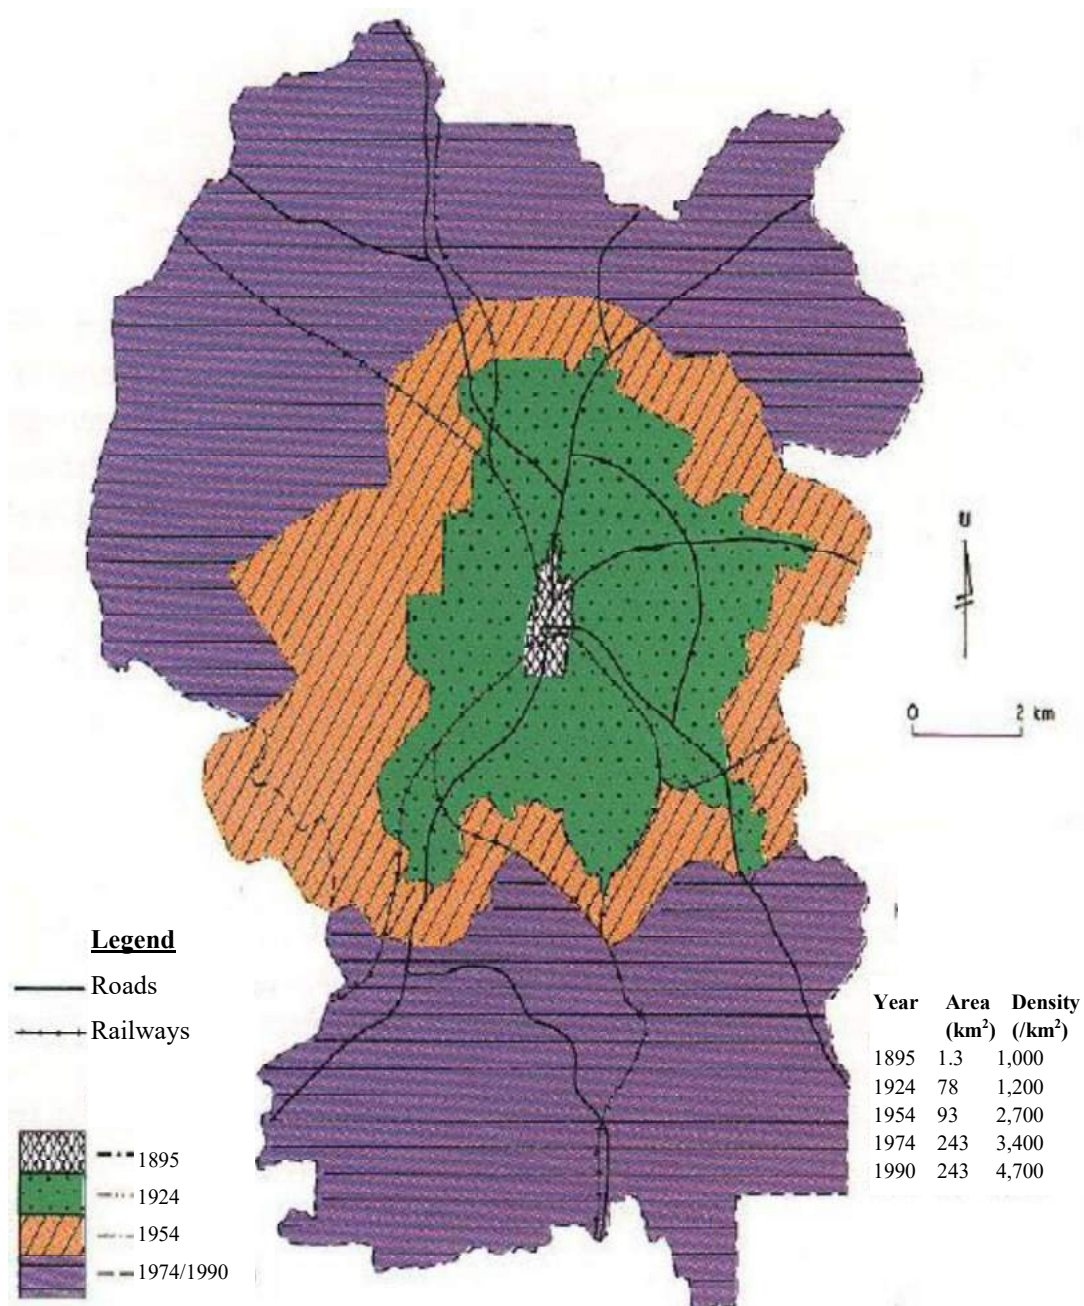 U
0 2 km
Legend
Roads
Railways
Year Area Density
(km²) (/km²)
1895 1.3 1,000
1924 78 1,200
1954 93 2,700
1974 243 3,400
1990 243 4,700
1895
1924
1954
1974/1990